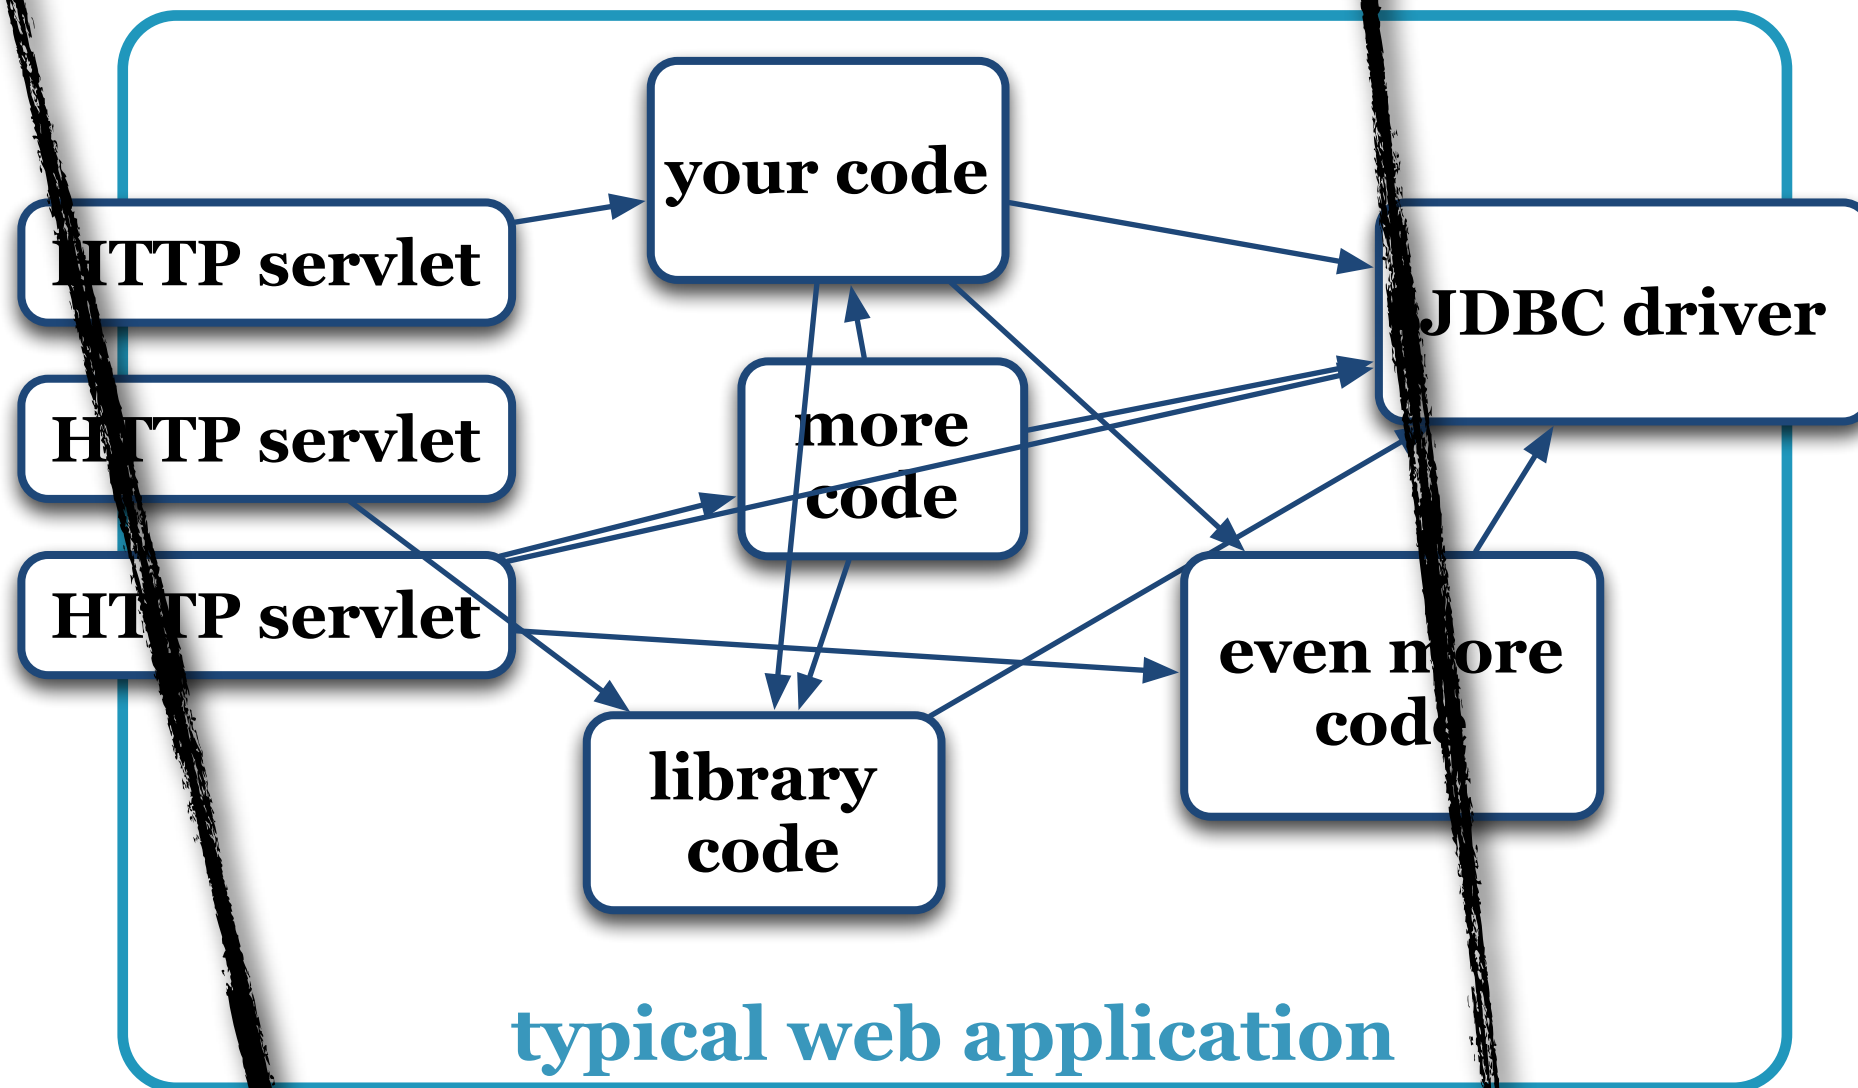 your code
HTTP servlet
JDBC driver
HTTP servlet
more
code
HTTP servlet
even more
code
library
code
typical web application